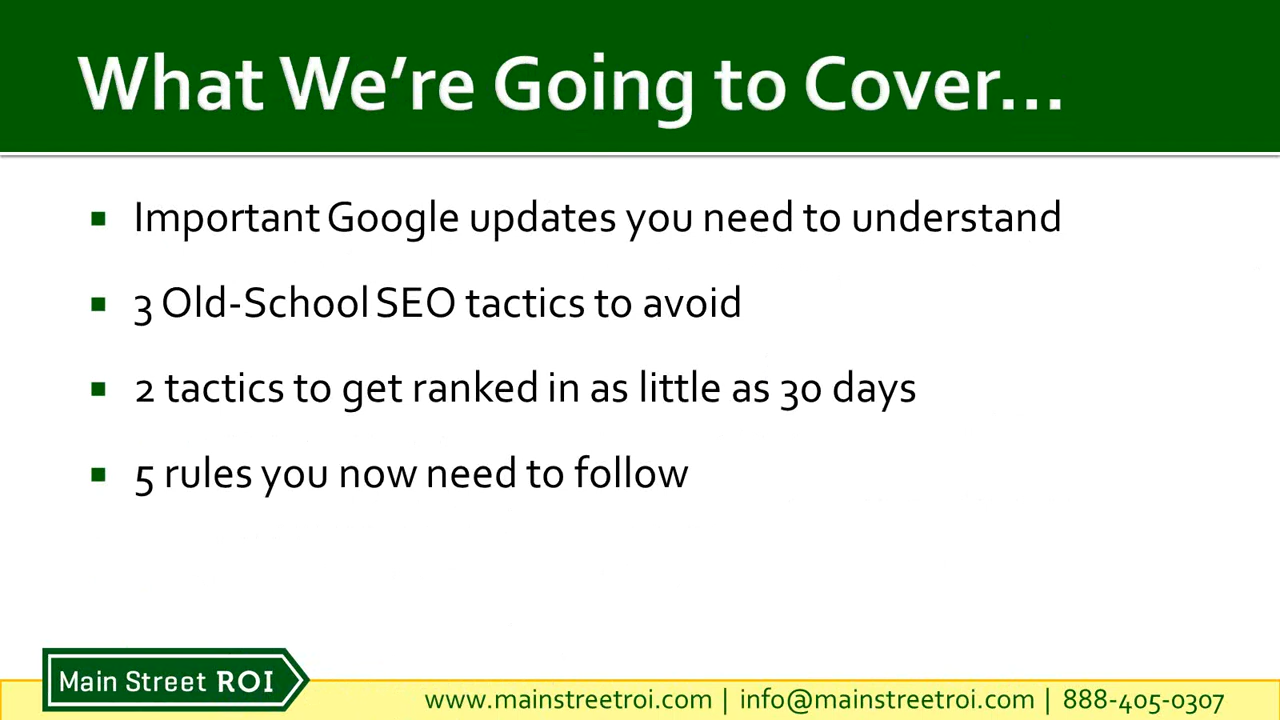 What We're Going to Cover...
Important Google updates you need to understand
3 Old-School SEO tactics to avoid
2 tactics to get ranked in as little as 30 days
5 rules you now need to follow
Main Street ROI
www.mainstreetroi.com | info@mainstreetroi.com | 888-405-0307